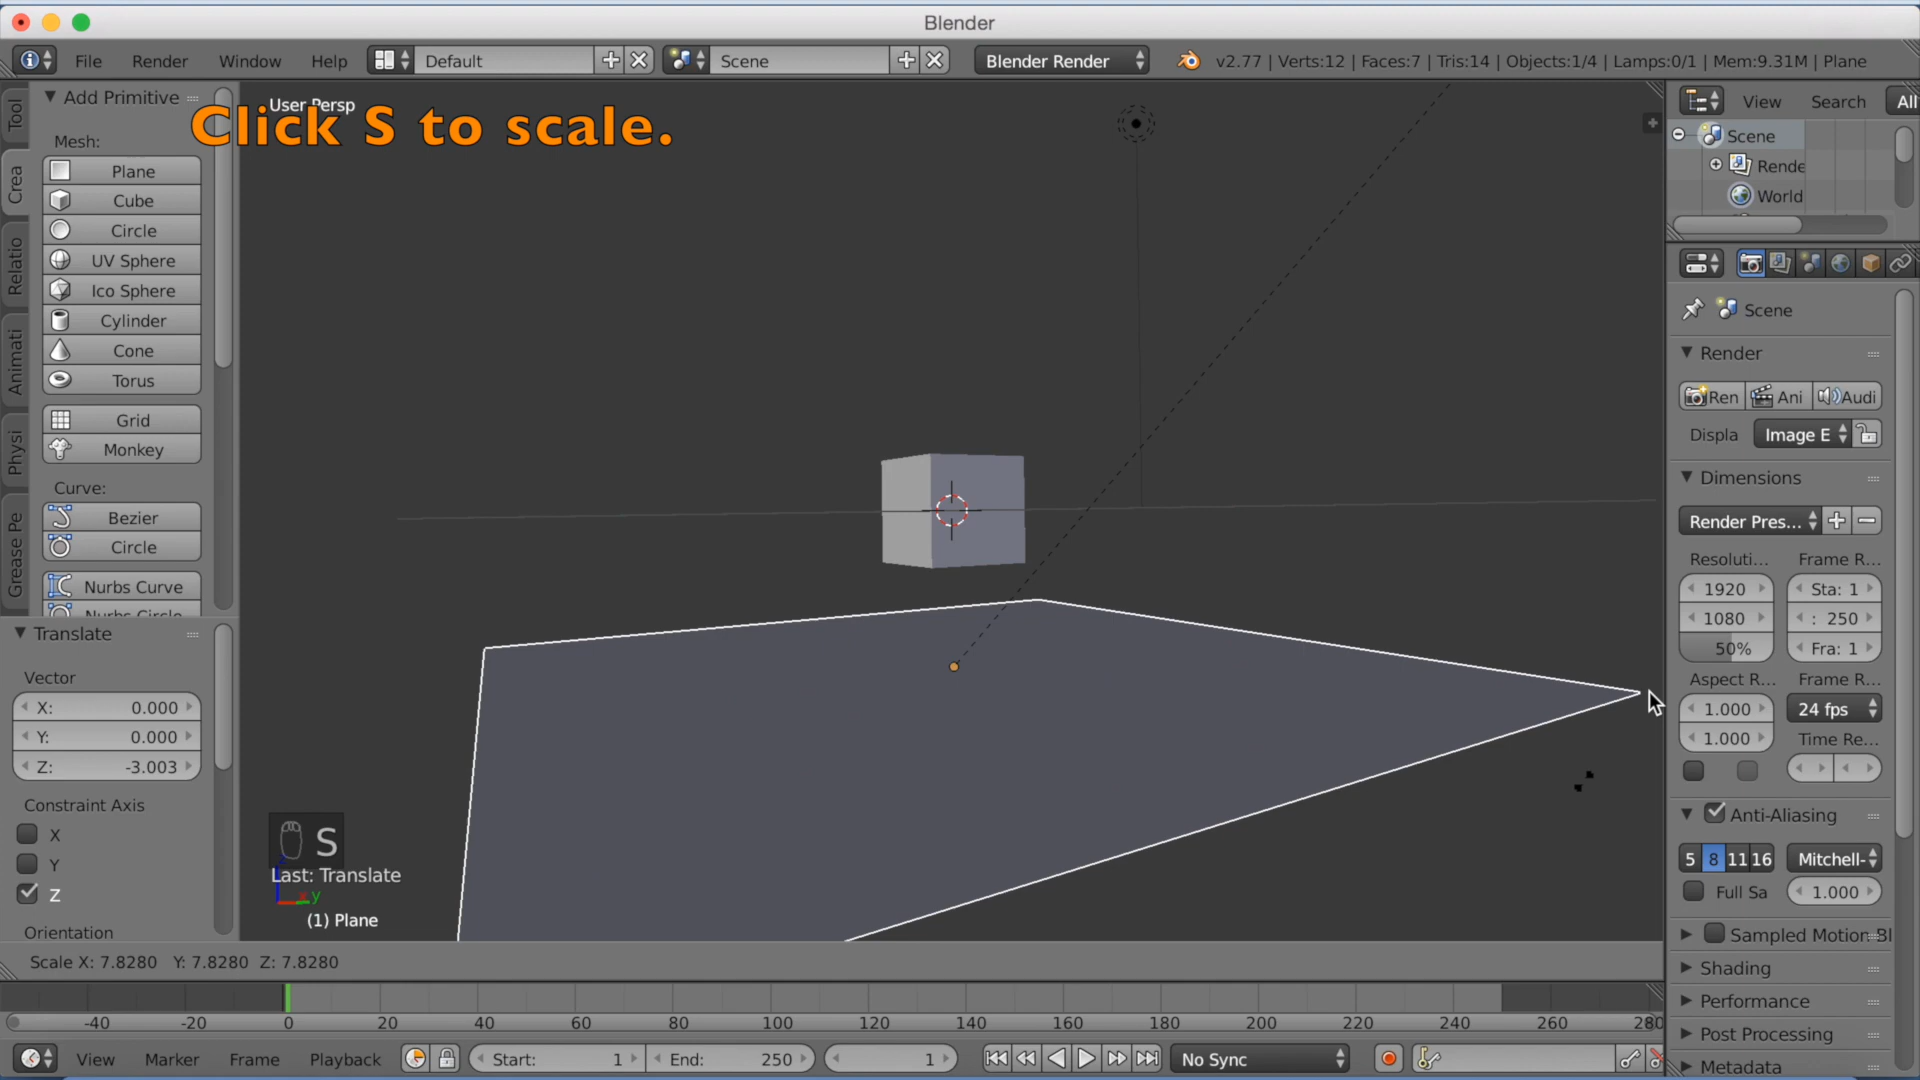 Blender
File Render Window Help Default Scene Blender Render v2.77 | Verts:12 | Faces:7 | Tris:14 | Objects:1/4 | Lamps:0/1 | Mem:9.31M | Plane
Tool
Crea
Relatio
Animati
Physi
Grease Pe
Add Primitive
Mesh:
Plane
Cube
Circle
UV Sphere
Ico Sphere
Cylinder
Cone
Torus
Grid
Monkey
Curve:
Bezier
Circle
Nurbs Curve
Nurbs Circle
Translate
Vector
X: 0.000
Y: 0.000
Z: -3.003
Constraint Axis
X
Y
Z
Orientation
User Persp
Click S to scale.
S
Last: Translate
z
x y
(1) Plane
Scale X: 7.8280 Y: 7.8280 Z: 7.8280
-40 -20 0 20 40 60 80 100 120 140 160 180 200 220 240 260 280
View Marker Frame Playback Start: 1 End: 250 1 No Sync
View Search All
Scene
Rende
World
Scene
Render
Ren Ani Audi
Displa Image E
Dimensions
Render Pres...
Resoluti... Frame R...
1920 Sta: 1
1080 : 250
50% Fra: 1
Aspect R... Frame R...
1.000 24 fps
1.000 Time Re...
Anti-Aliasing
5 8 11 16 Mitchell-
Full Sa 1.000
Sampled Motion Bl
Shading
Performance
Post Processing
Metadata